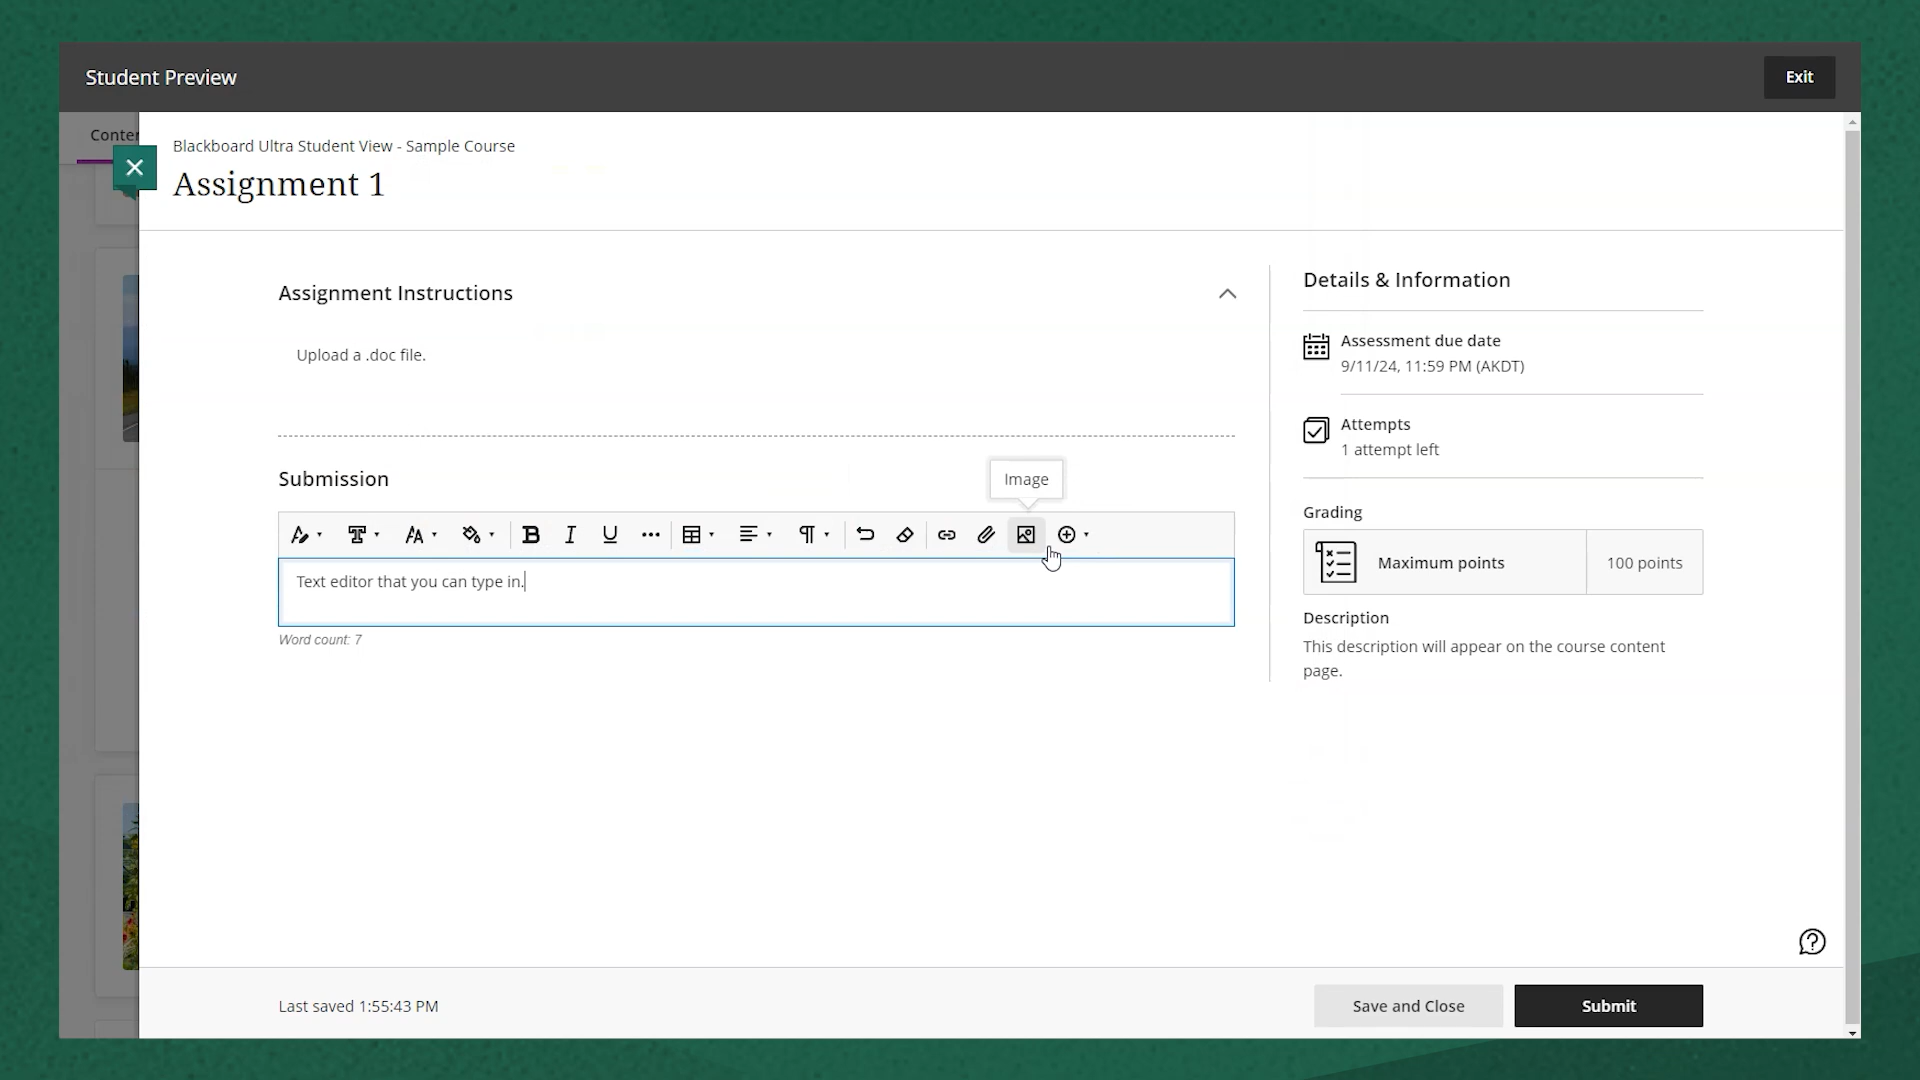 Student Preview
Exit
Conter
Blackboard Ultra Student View - Sample Course
Assignment 1
Assignment Instructions
Upload a .doc file.
Submission
Image
Text editor that you can type in.
Word count: 7
Details & Information
Assessment due date
9/11/24, 11:59 PM (AKDT)
Attempts
1 attempt left
Grading
Maximum points
100 points
Description
This description will appear on the course content
page.
Last saved 1:55:43 PM
Save and Close
Submit